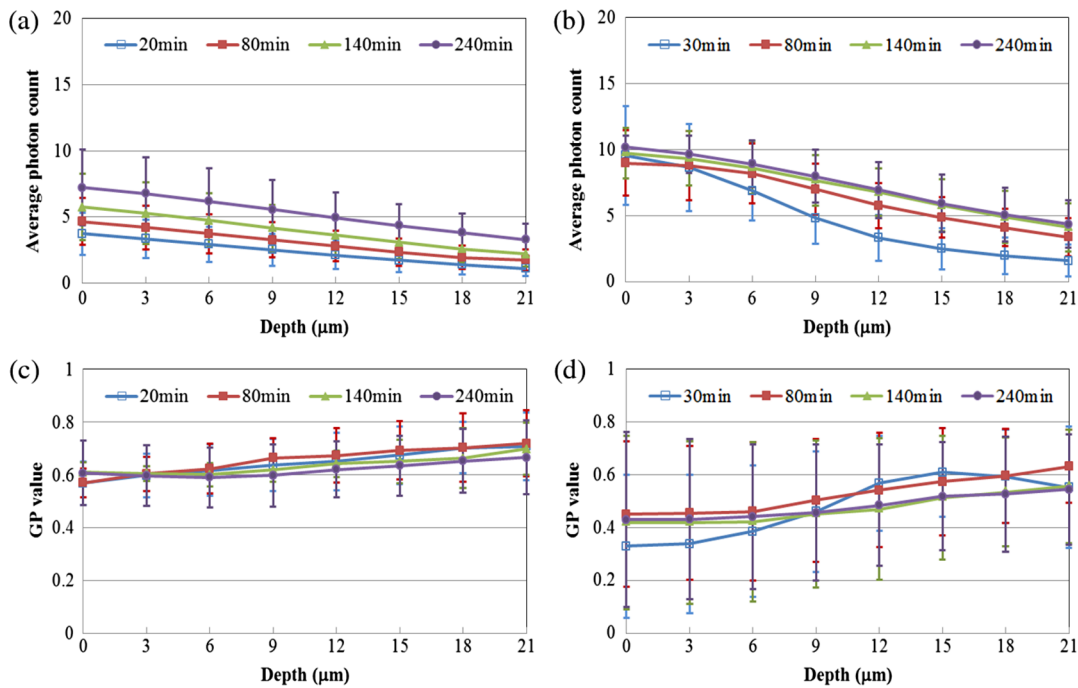 (a)
20
20min 80min 140min 240min
15
10
5
0
Average photon count
0 3 6 9 12 15 18 21
Depth (μm)
(b)
20
30min 80min 140min 240min
15
10
5
0
Average photon count
0 3 6 9 12 15 18 21
Depth (μm)
(c)
1
20min 80min 140min 240min
0.8
0.6
0.4
0.2
0
GP value
0 3 6 9 12 15 18 21
Depth (μm)
(d)
1
30min 80min 140min 240min
0.8
0.6
0.4
0.2
0
GP value
0 3 6 9 12 15 18 21
Depth (μm)